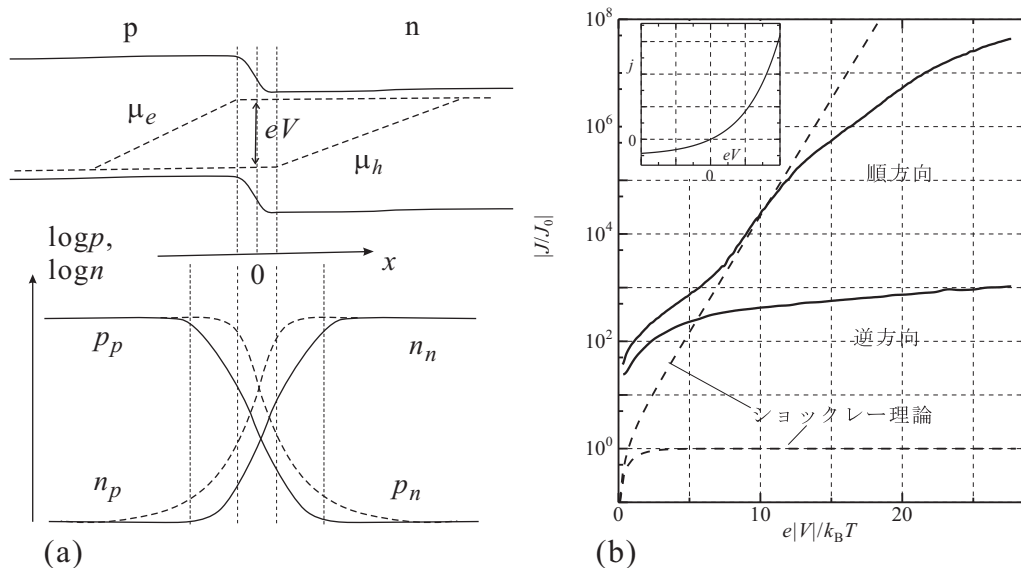 p
n
μe
eV
μh
logp,
logn
0
x
pp
nn
np
pn
(a)
10^8
10^6
10^4
10^2
10^0
|J/J0|
j
0
eV
0
順方向
逆方向
ショックレー理論
0
10
20
e|V|/kBT
(b)